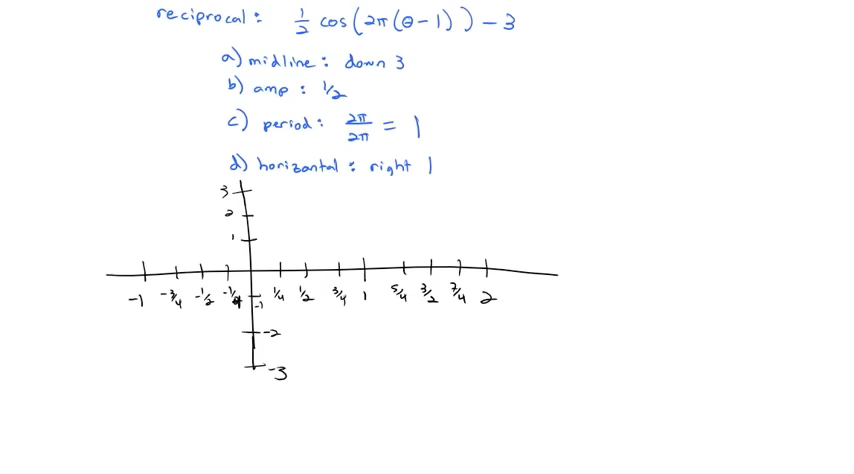 reciprocal: 1/2 cos(2π(θ-1)) - 3
a) midline: down 3
b) amp: 1/2
c) period: 2π/2π = 1
d) horizontal: right 1
3
2
1
-1 -3/4 -1/2 -1/4 1/4 1/2 3/4 1 5/4 3/2 7/4 2
-1
-2
-3